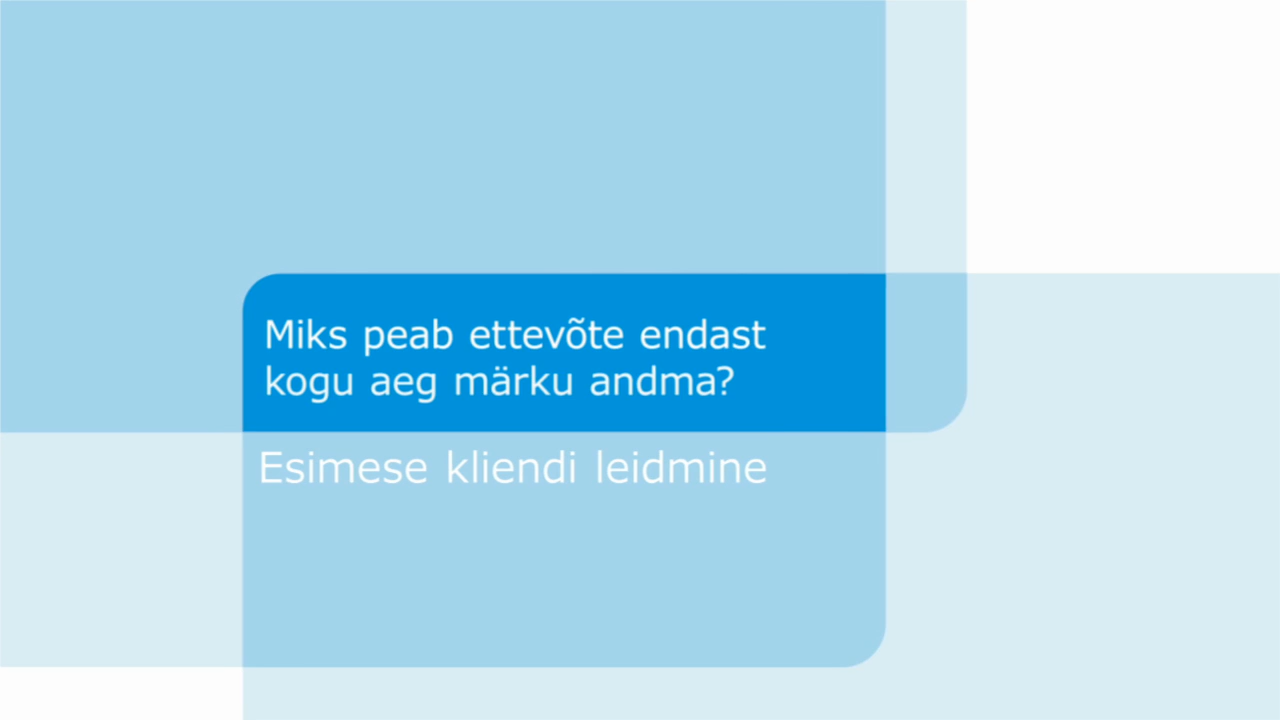 Miks peab ettevõte endast
kogu aeg märku andma?
Esimese kliendi leidmine